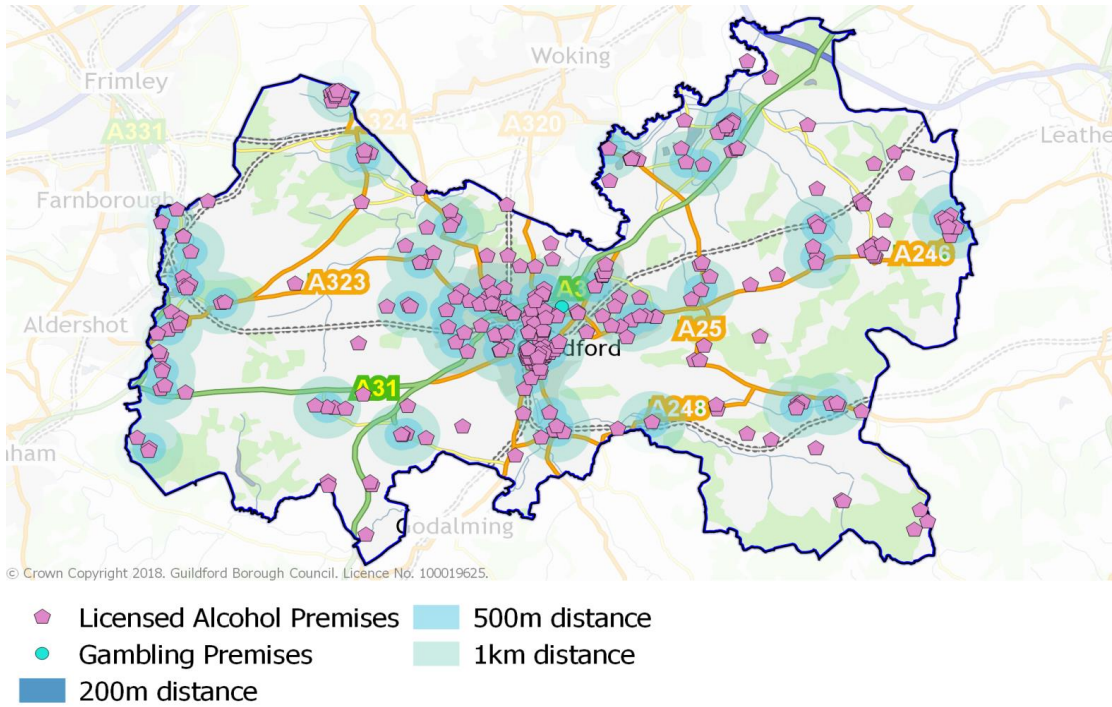 Woking
Frimley
A324
A320
A331
Leathe
Farnborough
A246
A323
A3
Aldershot
A25
dford
A31
A248
ham
Godalming
© Crown Copyright 2018. Guildford Borough Council. Licence No. 100019625.
Licensed Alcohol Premises
500m distance
Gambling Premises
1km distance
200m distance